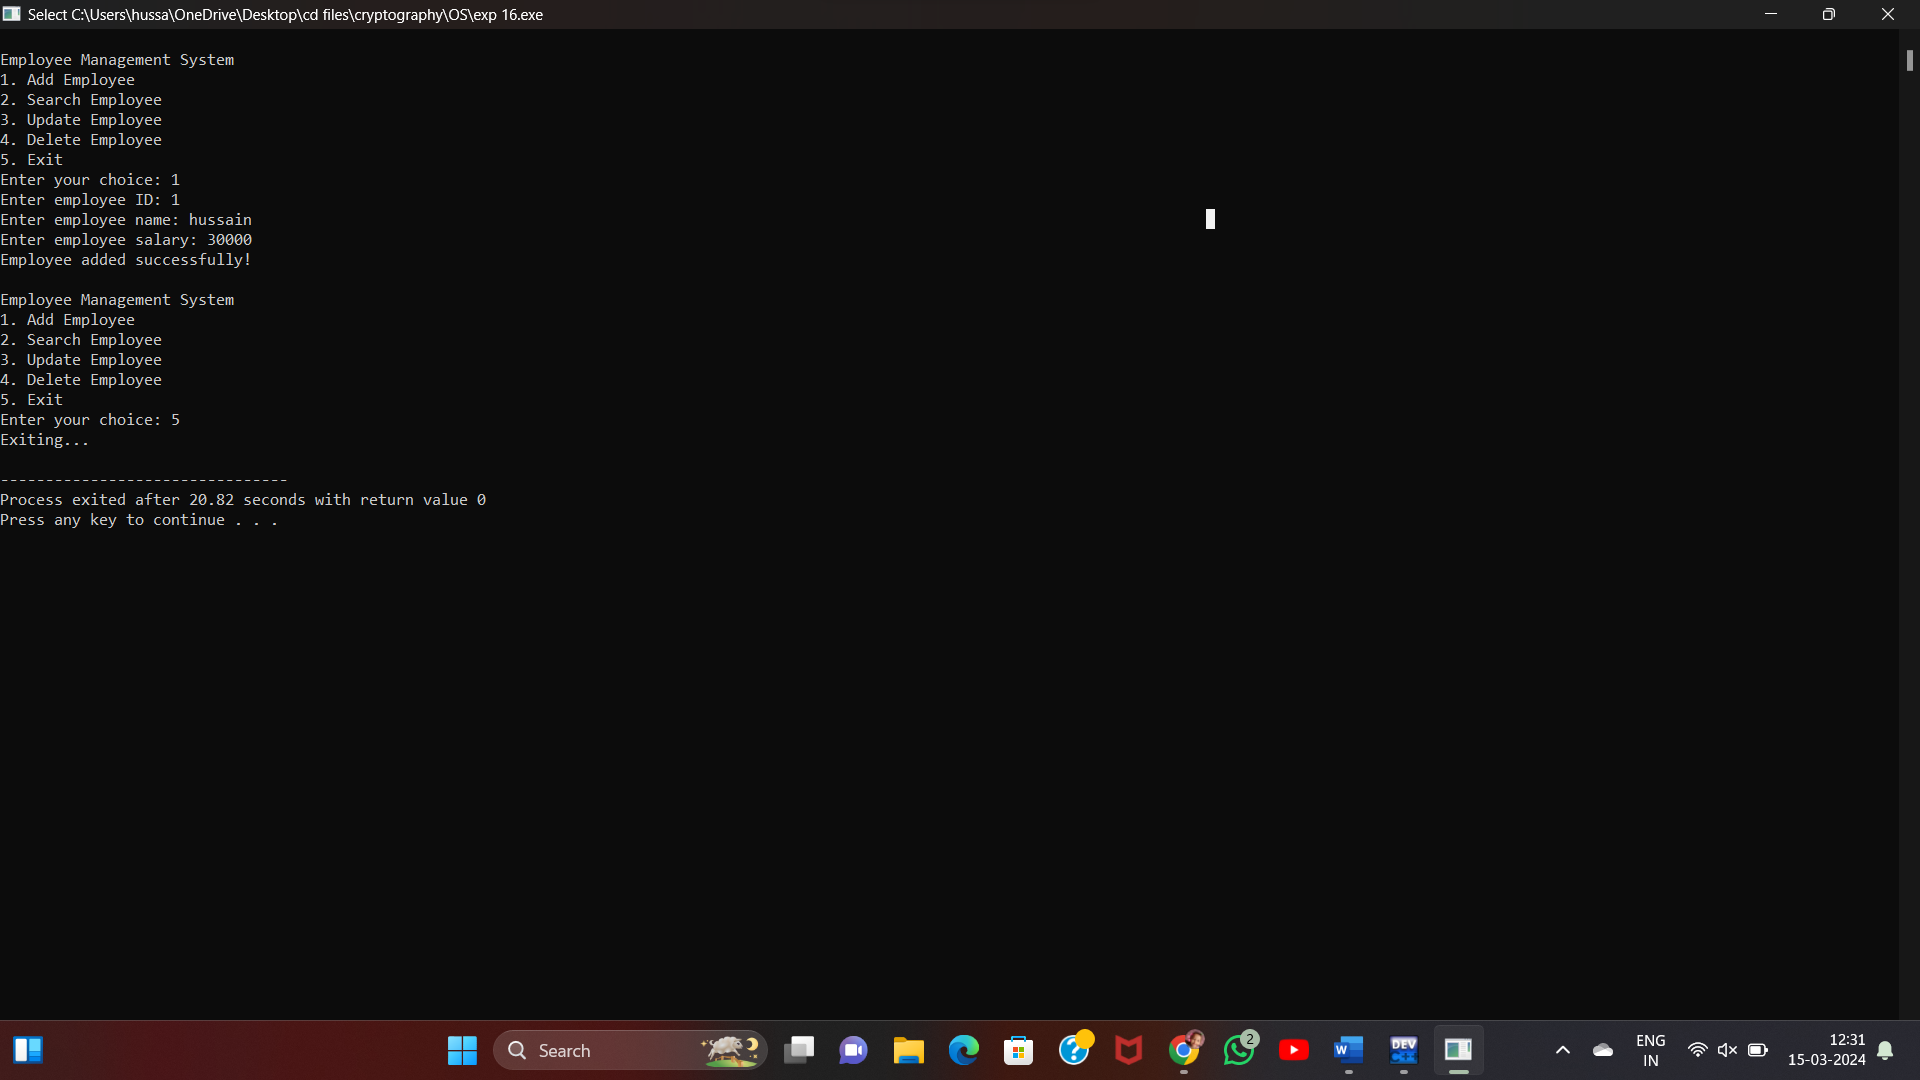 Select C:\Users\hussa\OneDrive\Desktop\cd files\cryptography\OS\exp 16.exe
Employee Management System
1. Add Employee
2. Search Employee
3. Update Employee
4. Delete Employee
5. Exit
Enter your choice: 1
Enter employee ID: 1
Enter employee name: hussain
Enter employee salary: 30000
Employee added successfully!
Employee Management System
1. Add Employee
2. Search Employee
3. Update Employee
4. Delete Employee
5. Exit
Enter your choice: 5
Exiting...
--------------------------------
Process exited after 20.82 seconds with return value 0
Press any key to continue . . .
Search
2
W
DEV
C++
ENG
IN
12:31
15-03-2024